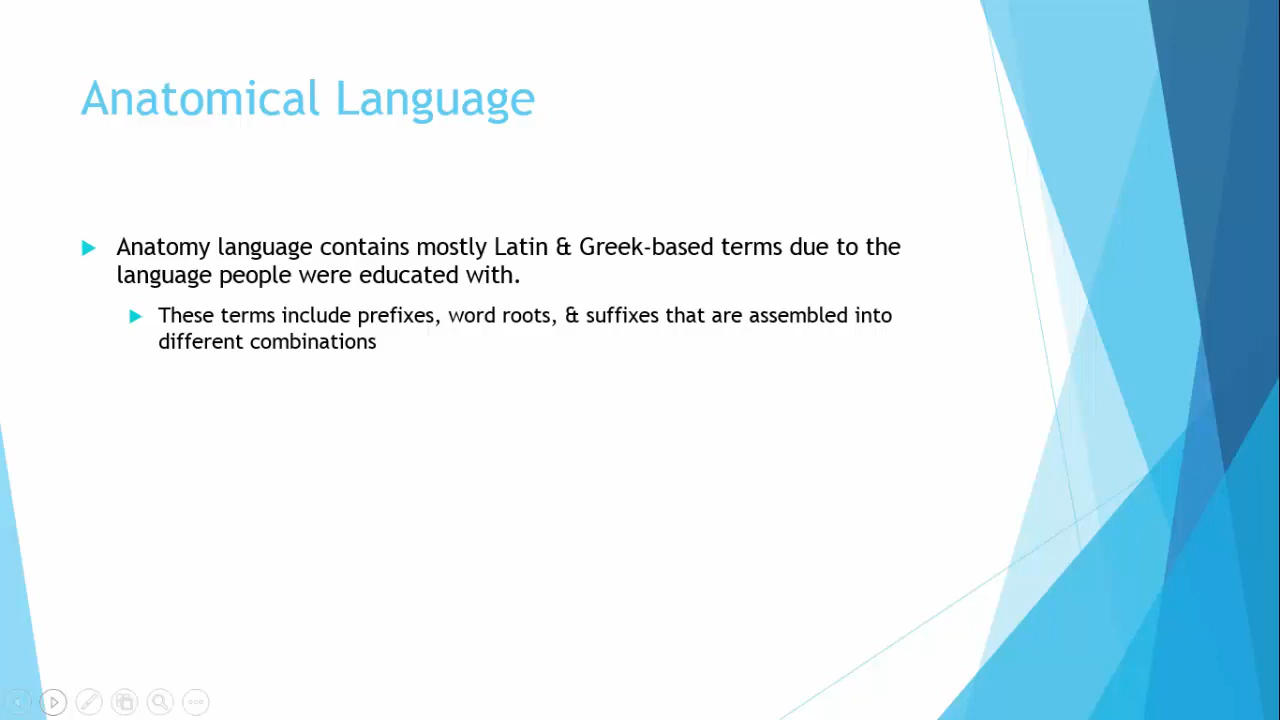 Anatomical Language
Anatomy language contains mostly Latin & Greek-based terms due to the
language people were educated with.
These terms include prefixes, word roots, & suffixes that are assembled into
different combinations